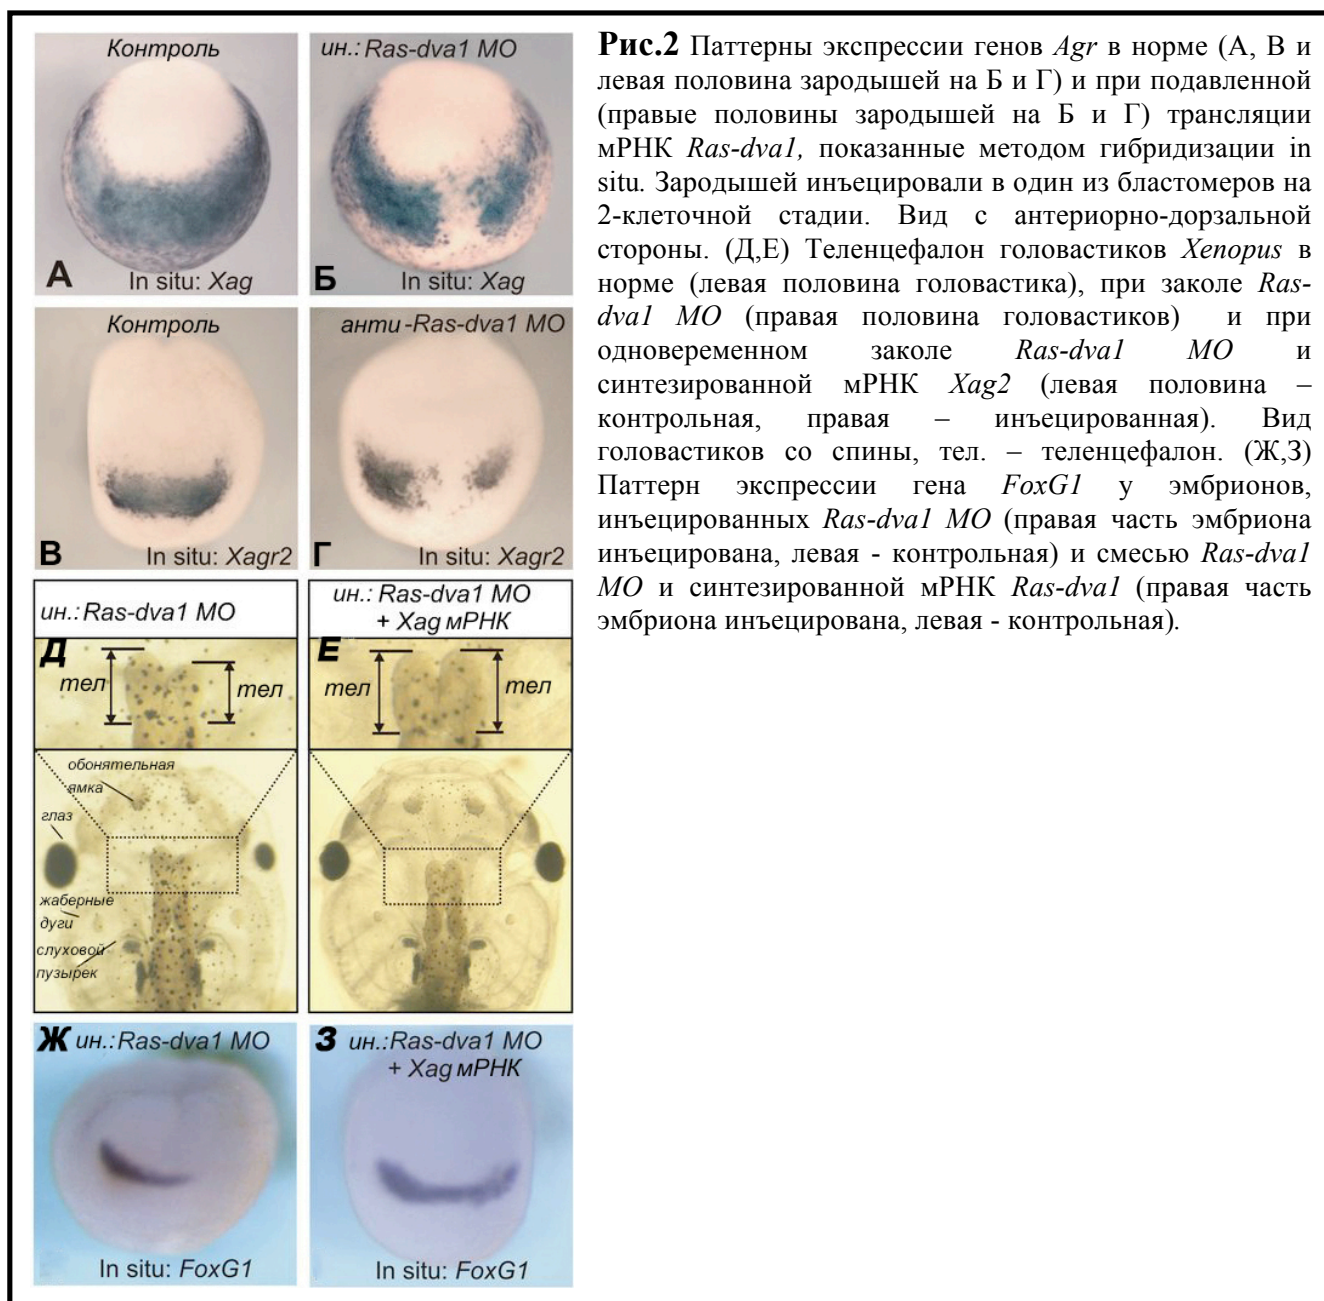 Контроль
А
In situ: Xag
ин.: Ras-dva1 МО
Б
In situ: Xag
Контроль
В
In situ: Xagr2
анти-Ras-dva1 МО
Г
In situ: Xagr2
ин.: Ras-dva1 МО
Д
тел
тел
обонятельная
ямка
глаз
жаберные
дуги
слуховой
пузырек
ин.: Ras-dva1 МО
+ Xag мРНК
Е
тел
тел
Ж ин.: Ras-dva1 МО
In situ: FoxG1
З ин.: Ras-dva1 МО
+ Xag мРНК
In situ: FoxG1
Рис.2 Паттерны экспрессии генов Agr в норме (А, В и
левая половина зародышей на Б и Г) и при подавленной
(правые половины зародышей на Б и Г) трансляции
мРНК Ras-dva1, показанные методом гибридизации in
situ. Зародышей инъецировали в один из бластомеров на
2-клеточной стадии. Вид с антериорно-дорзальной
стороны. (Д,Е) Теленцефалон головастиков Xenopus в
норме (левая половина головастика), при заколе Ras-
dva1 MO (правая половина головастиков) и при
одновременном заколе Ras-dva1 MO и
синтезированной мРНК Xag2 (левая половина –
контрольная, правая – инъецированная). Вид
головастиков со спины, тел. – теленцефалон. (Ж,З)
Паттерн экспрессии гена FoxG1 у эмбрионов,
инъецированных Ras-dva1 MO (правая часть эмбриона
инъецирована, левая - контрольная) и смесью Ras-dva1
MO и синтезированной мРНК Ras-dva1 (правая часть
эмбриона инъецирована, левая - контрольная).